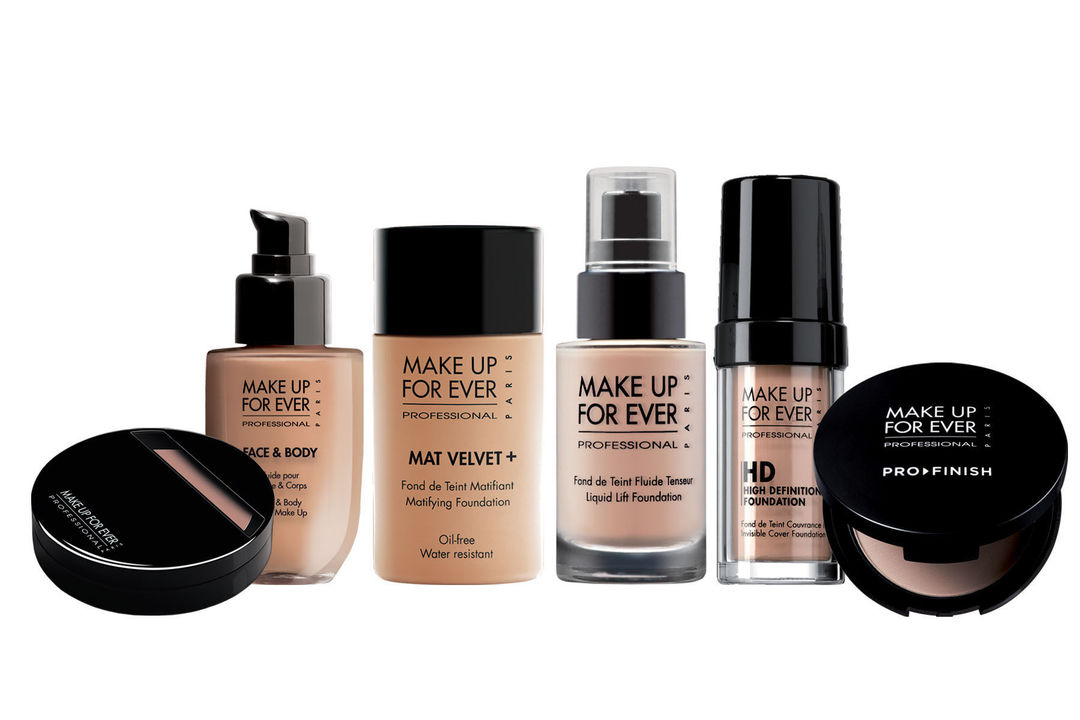 MAKE UP FOR EVER
PROFESSIONAL
MAKE UP
FOR EVER
PARIS
PROFESSIONAL
FACE & BODY
uide pour
& Corps
& Body
Make Up
MAKE UP
FOR EVER
PARIS
PROFESSIONAL
MAT VELVET +
Fond de Teint Matifiant
Matifying Foundation
Oil-free
Water resistant
MAKE UP
FOR EVER
PARIS
PROFESSIONAL
Fond de Teint Fluide Tenseur
Liquid Lift Foundation
MAKE UP
FOR EVER
PARIS
PROFESSIONAL
HD
HIGH DEFINITION
FOUNDATION
Fond de Teint Couvrance
Invisible Cover Foundation
MAKE UP
FOR EVER
PARIS
PROFESSIONAL
PRO FINISH